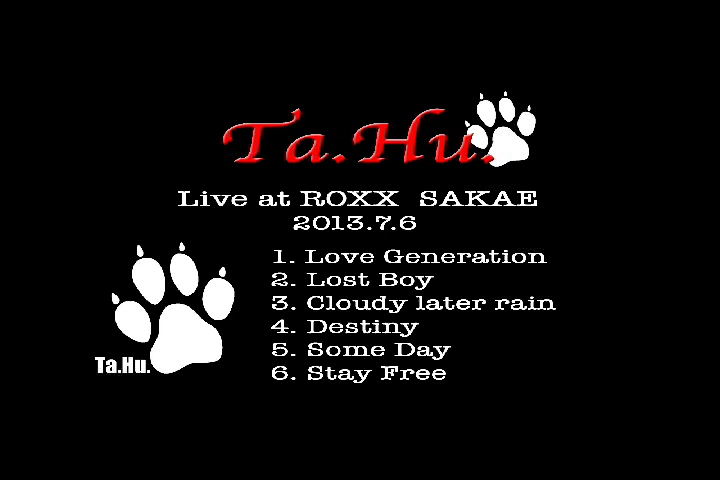 Ta.Hu.
Live at ROXX SAKAE
2013.7.6
1. Love Generation
2. Lost Boy
3. Cloudy later rain
4. Destiny
5. Some Day
6. Stay Free
Ta.Hu.